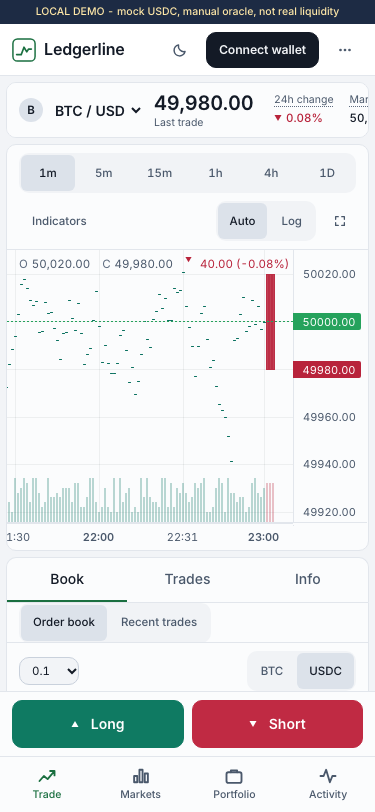 LOCAL DEMO - mock USDC, manual oracle, not real liquidity
Ledgerline
Connect wallet
B BTC / USD 49,980.00 24h change
Last trade 0.08% 50,
1m 5m 15m 1h 4h 1D
Indicators Auto Log
O 50,020.00 C 49,980.00 40.00 (−0.08%)
50020.00
50000.00
49980.00
49960.00
49940.00
49920.00
1:30 22:00 22:31 23:00
Book Trades Info
Order book Recent trades
0.1 BTC USDC
Long Short
Trade Markets Portfolio Activity